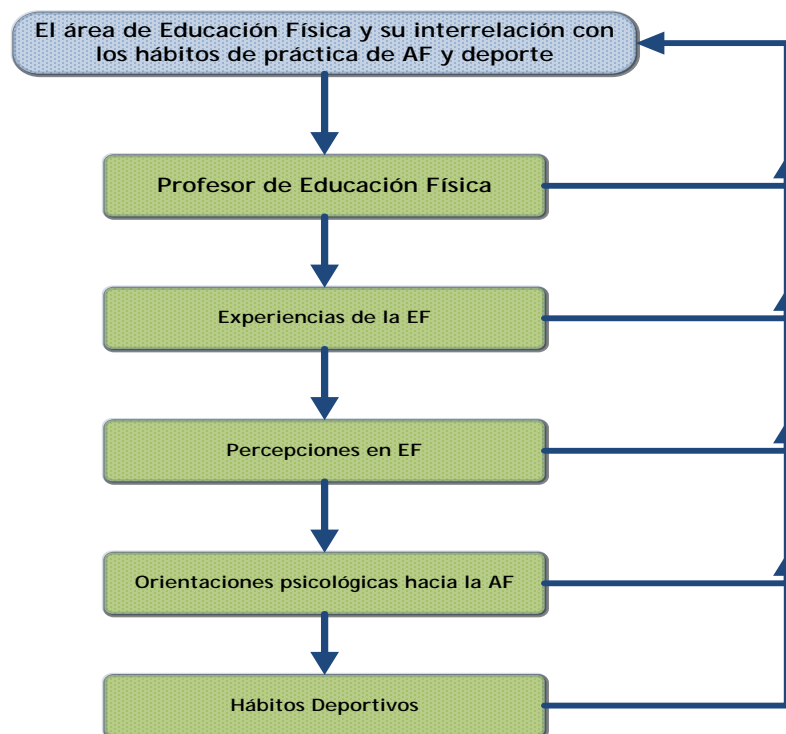 El área de Educación Física y su interrelación con
los hábitos de práctica de AF y deporte
Profesor de Educación Física
Experiencias de la EF
Percepciones en EF
Orientaciones psicológicas hacia la AF
Hábitos Deportivos